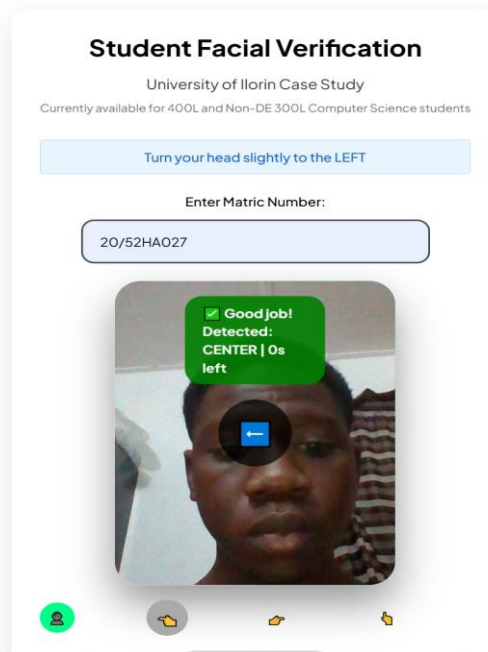 Student Facial Verification
University of Ilorin Case Study
Currently available for 400L and Non-DE 300L Computer Science students
Turn your head slightly to the LEFT
Enter Matric Number:
20/52HA027
✅ Good job!
Detected:
CENTER | 0s
left